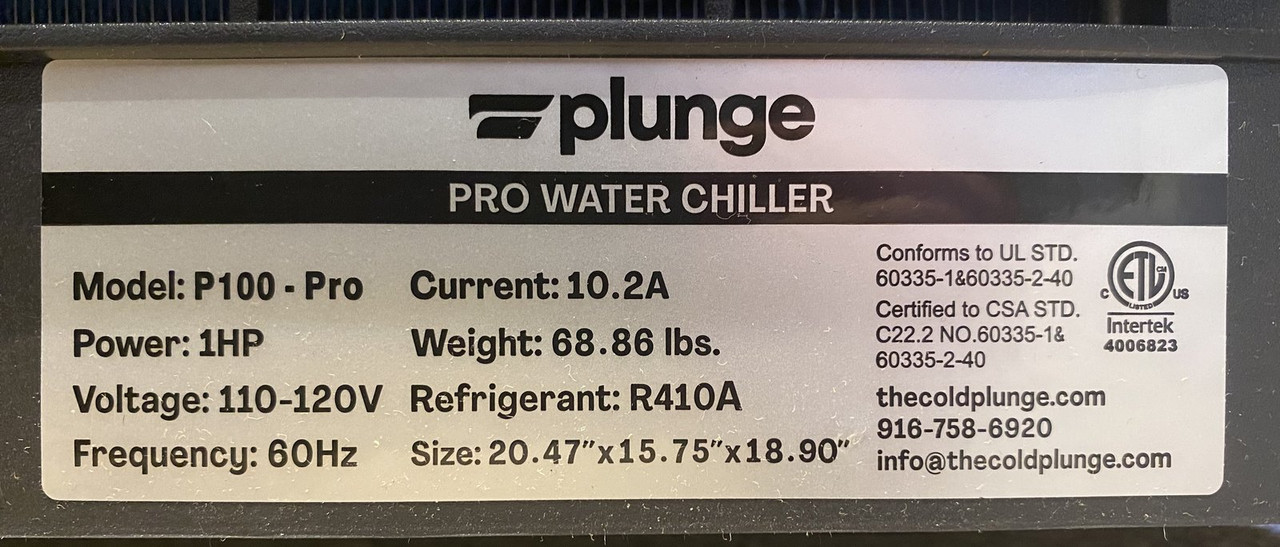 plunge
PRO WATER CHILLER
Model: P100 - Pro
Power: 1HP
Voltage: 110-120V
Frequency: 60Hz
Current: 10.2A
Weight: 68.86 lbs.
Refrigerant: R410A
Size: 20.47″x15.75″x18.90″
Conforms to UL STD.
60335-1&60335-2-40
Certified to CSA STD.
C22.2 NO.60335-1&
60335-2-40
thecoldplunge.com
916-758-6920
info@thecoldplunge.com
ETL CM
C LISTED US
Intertek
4006823